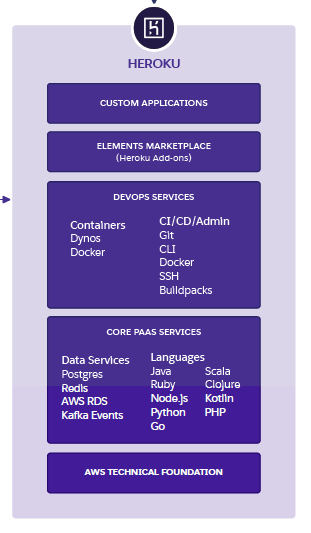 HEROKU
CUSTOM APPLICATIONS
ELEMENTS MARKETPLACE
(Heroku Add-ons)
DEVOPS SERVICES
Containers
Dynos
Docker
CI/CD/Admin
Git
CLI
Docker
SSH
Buildpacks
CORE PAAS SERVICES
Data Services
Postgres
Redis
AWS RDS
Kafka Events
Languages
Java
Ruby
Node.js
Python
Go
Scala
Clojure
Kotlin
PHP
AWS TECHNICAL FOUNDATION